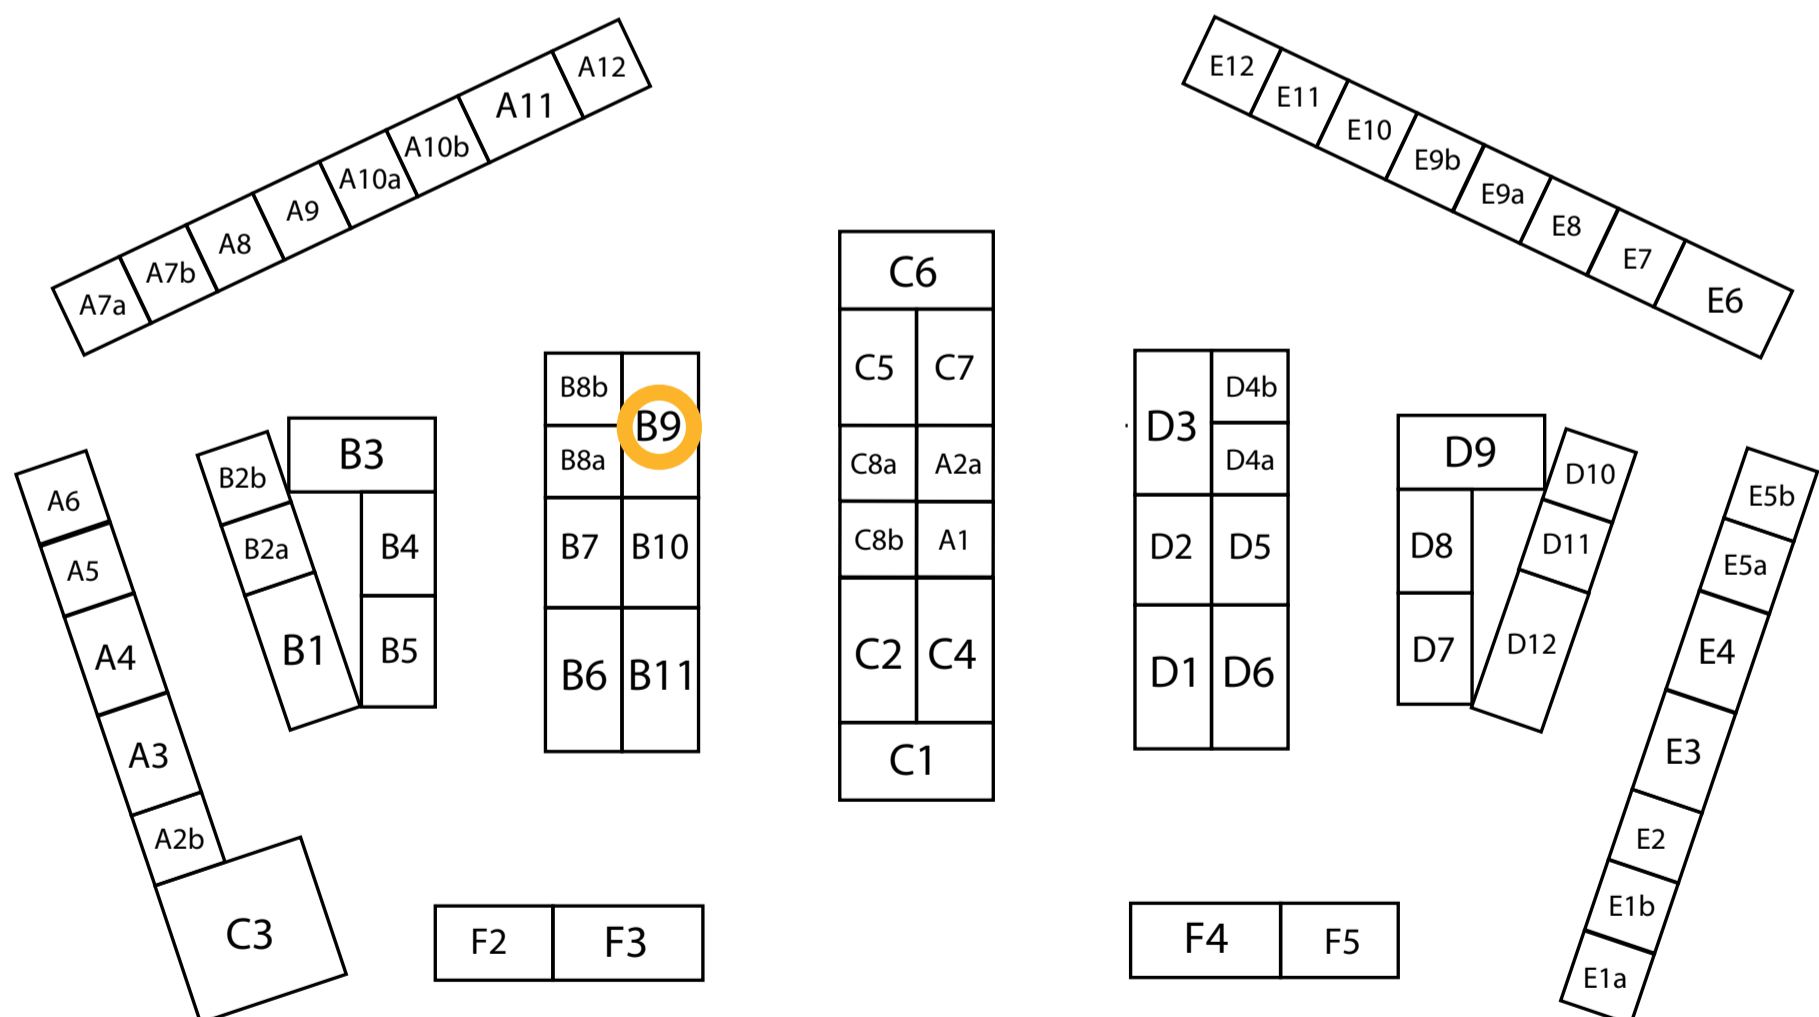 A12
A11
A10b
A10a
A9
A8
A7b
A7a
E12
E11
E10
E9b
E9a
E8
E7
E6
C6
C5 C7
C8a A2a
C8b A1
C2 C4
C1
B8b B9
B8a
B7 B10
B6 B11
D3 D4b
D4a
D2 D5
D1 D6
B3
B2b
B2a B4
B1 B5
D9
D10
D8 D11
D7 D12
A6
A5
A4
A3
A2b
C3
E5b
E5a
E4
E3
E2
E1b
E1a
F2 F3
F4 F5